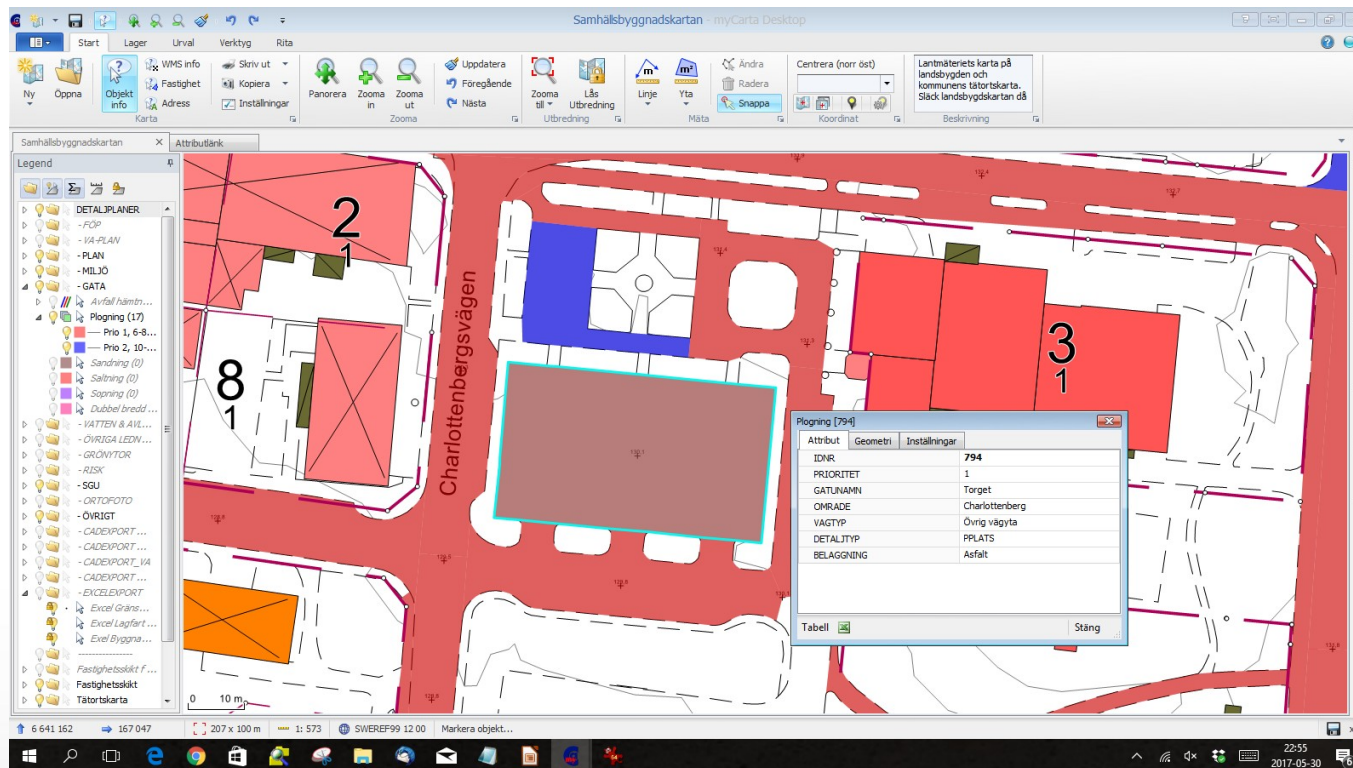 Samhällsbyggnadskartan - myCarta Desktop
Start Lager Urval Verktyg Rita
Ny
Öppna
Objekt info
WMS info
Fastighet
Adress
Skriv ut
Kopiera
Inställningar
Karta
Panorera
Zooma in
Zooma ut
Uppdatera
Föregående
Nästa
Zooma
Zooma till
Lås Utbredning
Utbredning
Linje
Yta
Ändra
Radera
Snappa
Mäta
Centrera (norr öst)
Koordinat
Lantmäteriets karta på
landsbygden och
kommunens tätortskarta.
Släck landsbygdskartan då
Beskrivning
Samhällsbyggnadskartan X Attributlänk
Legend
DETALJPLANER
- FÖP
- VA-PLAN
- PLAN
- MILJÖ
- GATA
Avfall hämtn...
Plogning (17)
Prio 1, 6-8...
Prio 2, 10-...
Sandning (0)
Saltning (0)
Sopning (0)
Dubbel bredd ...
- VATTEN & AVL...
- ÖVRIGA LEDN...
- GRÖNYTOR
- RISK
- SGU
- ORTOFOTO
- ÖVRIGT
- CADEXPORT ...
- CADEXPORT ...
- CADEXPORT_VA
- CADEXPORT ...
- EXCELEXPORT
Excel Gräns...
Excel Lagfart ...
Exel Byggna...
----------------
Fastighetsskikt f ...
Fastighetsskikt
Tätortskarta
2
1
8
1
3
1
Charlottenbergsvägen
0 10 m
Plogning [794]
Attribut Geometri Inställningar
IDNR 794
PRIORITET 1
GATUNAMN Torget
OMRADE Charlottenberg
VAGTYP Övrig vägyta
DETALJTYP PPLATS
BELAGGNING Asfalt
Tabell Stäng
6 641 162 167 047 207 x 100 m 1: 573 SWEREF99 12 00 Markera objekt...
22:55
2017-05-30